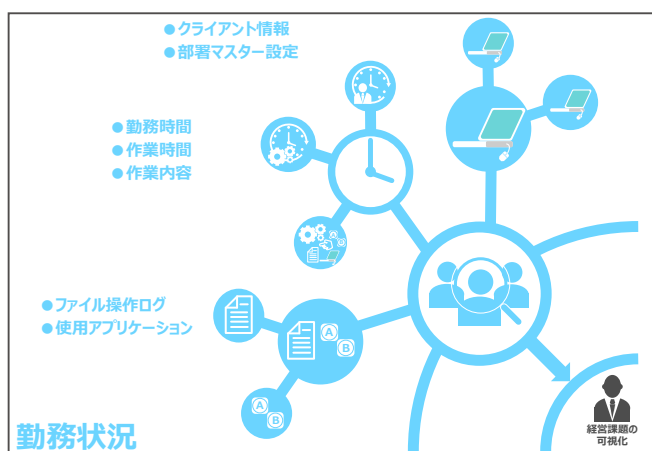 ●クライアント情報
●部署マスター設定
●勤務時間
●作業時間
●作業内容
●ファイル操作ログ
●使用アプリケーション
A
B
A
B
A
B
勤務状況
経営課題の
可視化